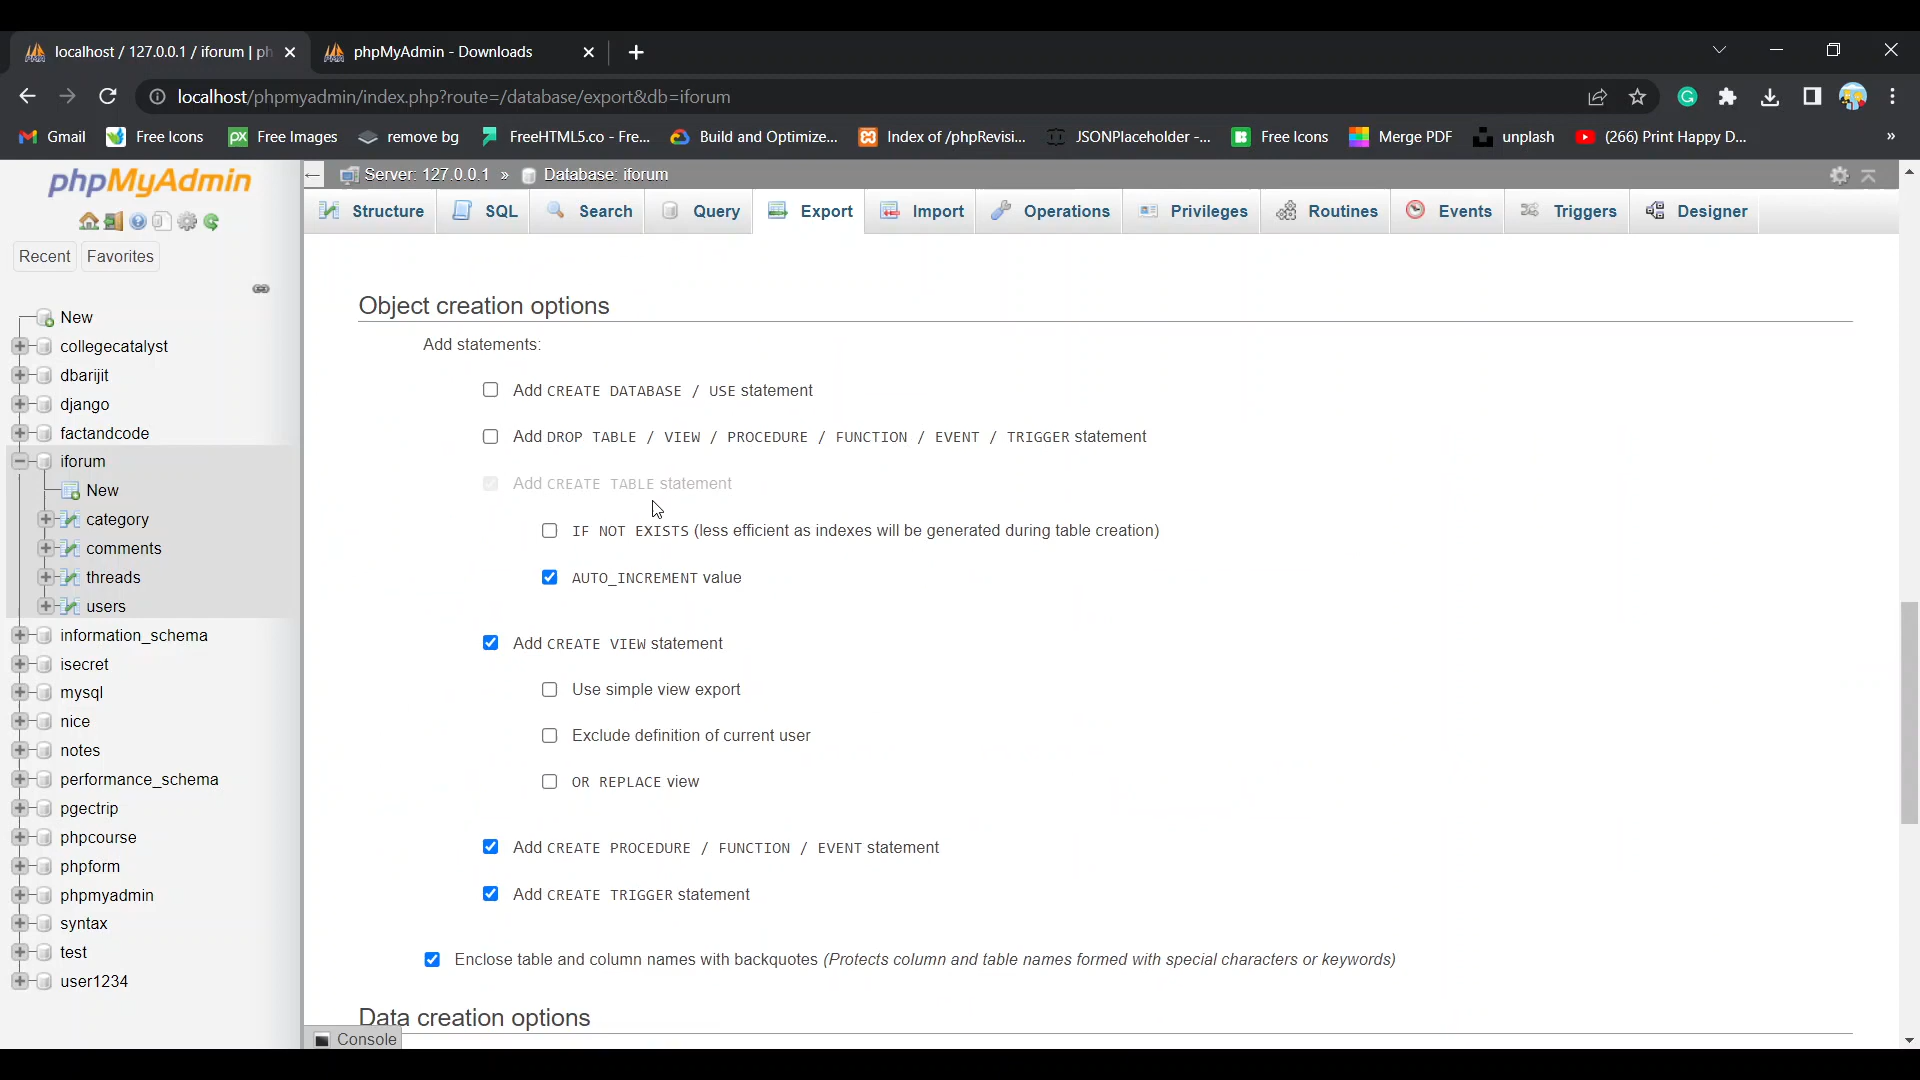 localhost / 127.0.0.1 / iforum | ph
phpMyAdmin - Downloads
localhost/phpmyadmin/index.php?route=/database/export&db=iforum
Gmail Free Icons Free Images remove bg FreeHTML5.co - Fre... Build and Optimize... Index of /phpRevisi... JSONPlaceholder -... Free Icons Merge PDF unplash (266) Print Happy D... »
phpMyAdmin
Recent Favorites
New
collegecatalyst
dbarijit
django
factandcode
iforum
New
category
comments
threads
users
information_schema
isecret
mysql
nice
notes
performance_schema
pgectrip
phpcourse
phpform
phpmyadmin
syntax
test
user1234
Server: 127.0.0.1 » Database: iforum
Structure SQL Search Query Export Import Operations Privileges Routines Events Triggers Designer
Object creation options
Add statements:
Add CREATE DATABASE / USE statement
Add DROP TABLE / VIEW / PROCEDURE / FUNCTION / EVENT / TRIGGER statement
Add CREATE TABLE statement
IF NOT EXISTS (less efficient as indexes will be generated during table creation)
AUTO_INCREMENT value
Add CREATE VIEW statement
Use simple view export
Exclude definition of current user
OR REPLACE view
Add CREATE PROCEDURE / FUNCTION / EVENT statement
Add CREATE TRIGGER statement
Enclose table and column names with backquotes (Protects column and table names formed with special characters or keywords)
Data creation options
Console